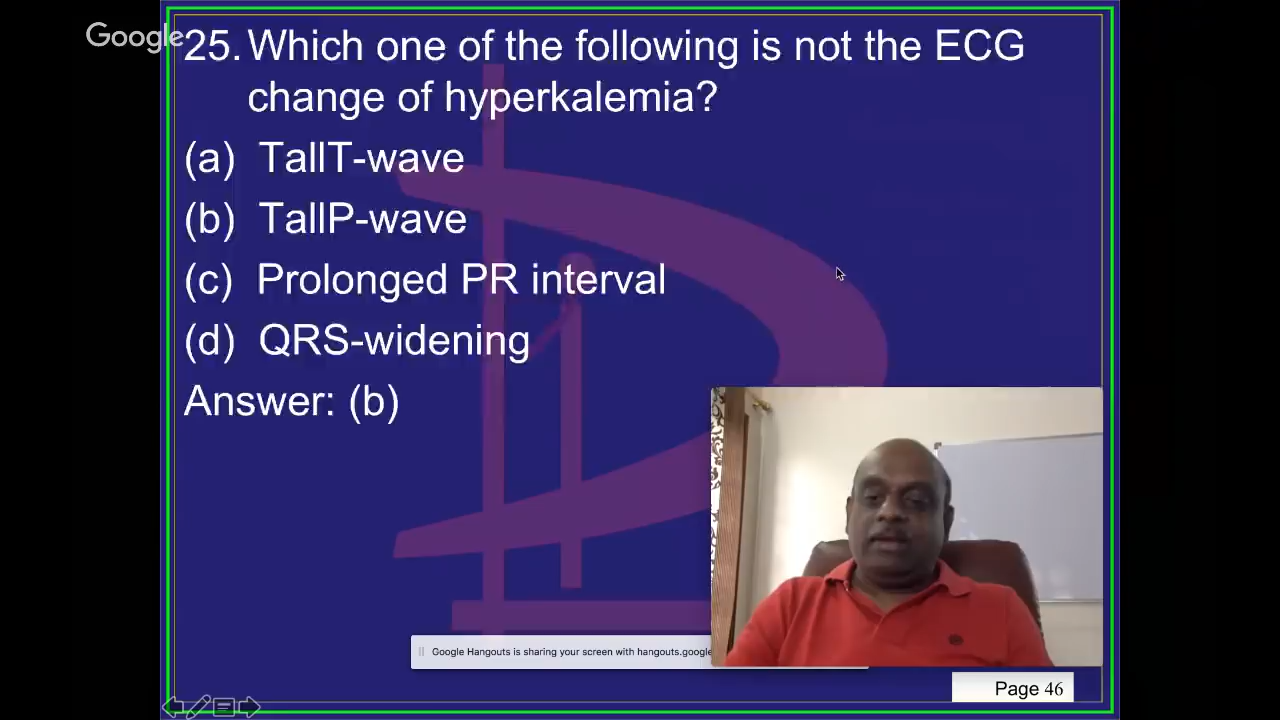 Google
25. Which one of the following is not the ECG
change of hyperkalemia?
(a) TallT-wave
(b) TallP-wave
(c) Prolonged PR interval
(d) QRS-widening
Answer: (b)
Google Hangouts is sharing your screen with hangouts.google
Page 46